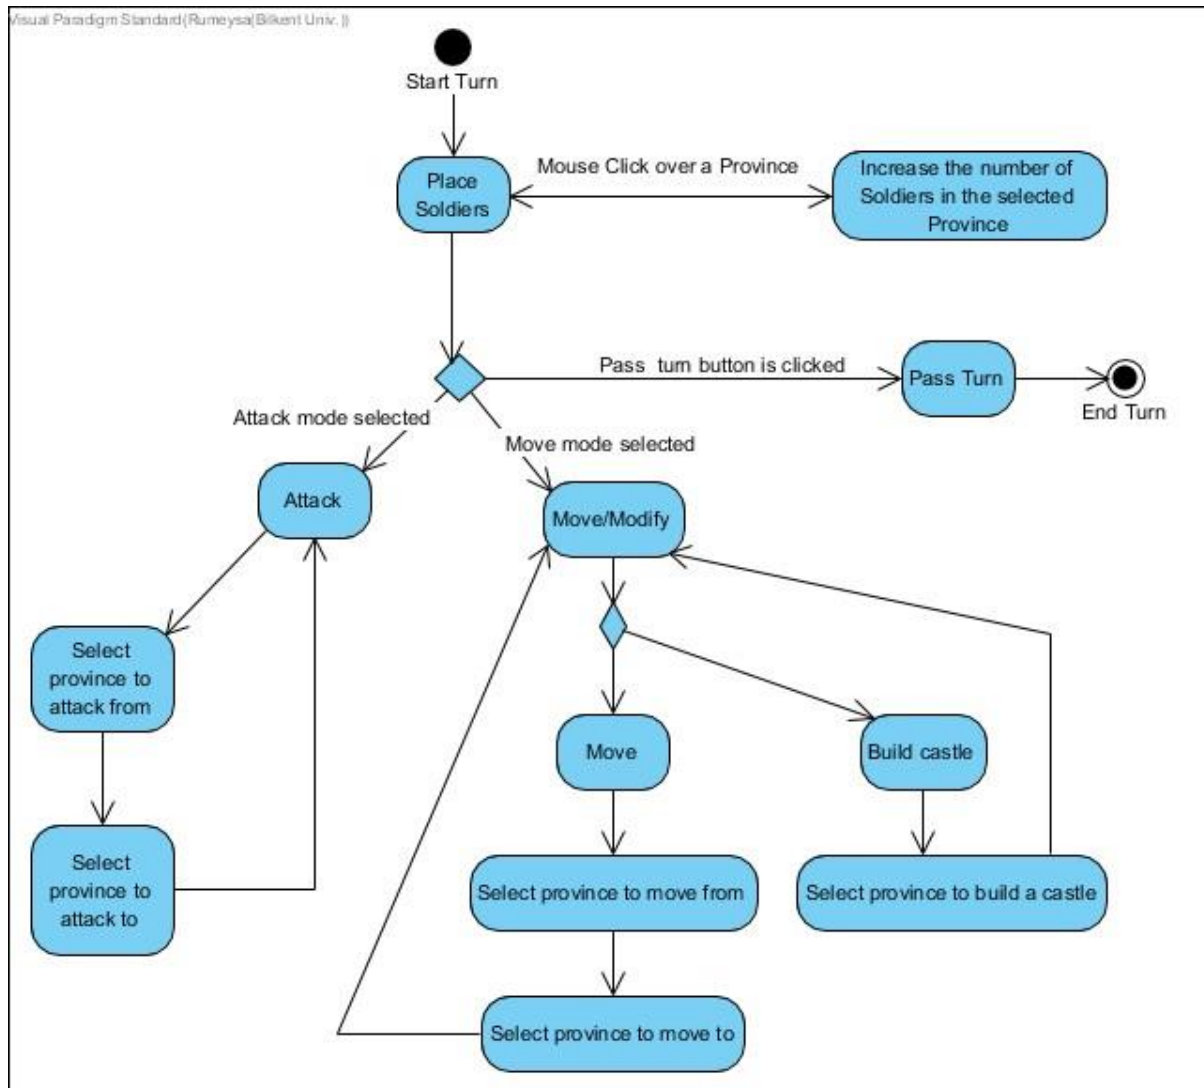 Visual Paradigm Standard(Rumeysa(Bilkent Univ. ))
Start Turn
Place
Soldiers
Mouse Click over a Province
Increase the number of
Soldiers in the selected
Province
Pass turn button is clicked
Pass Turn
End Turn
Attack mode selected
Move mode selected
Attack
Move/Modify
Select
province to
attack from
Move
Build castle
Select
province to
attack to
Select province to move from
Select province to build a castle
Select province to move to